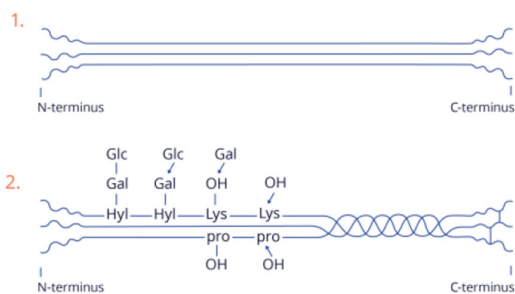 1.
N-terminus C-terminus
2.
Glc Glc Gal
Gal Gal OH OH
Hyl Hyl Lys Lys
pro pro
OH OH
N-terminus C-terminus